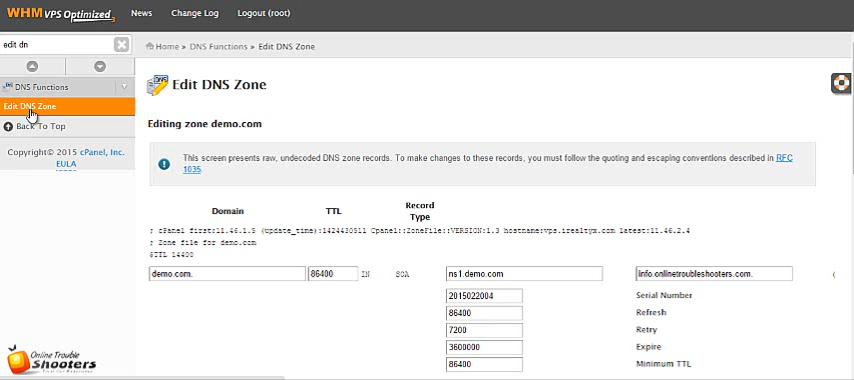 WHM VPS Optimized 3 News Change Log Logout (root)
edit dn
Home » DNS Functions » Edit DNS Zone
DNS Functions
Edit DNS Zone
Back To Top
Copyright© 2015 cPanel, Inc.
EULA
Edit DNS Zone
Editing zone demo.com
This screen presents raw, undecoded DNS zone records. To make changes to these records, you must follow the quoting and escaping conventions described in RFC
1035.
Domain TTL Record Type
; cPanel first:11.46.1.5 (update_time):1424430511 Cpanel::ZoneFile::VERSION:1.3 hostname:vps.irealtyx.com latest:11.46.2.4
; Zone file for demo.com
$TTL 14400
demo.com. 86400 IN SOA ns1.demo.com info.onlinetroubleshooters.com. (
2015022004 Serial Number
86400 Refresh
7200 Retry
3600000 Expire
86400 Minimum TTL
Online Trouble
Shooters